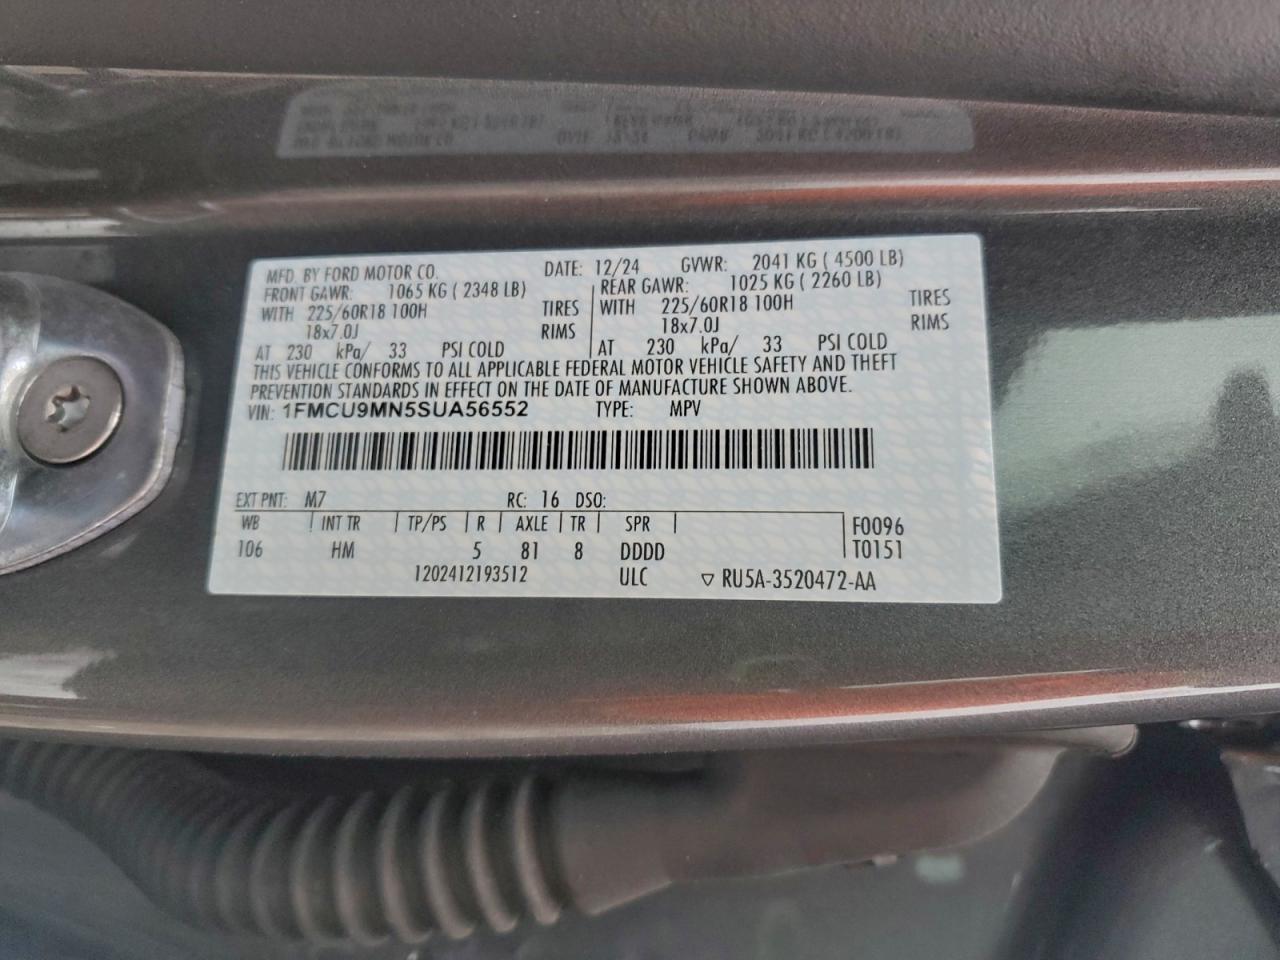 MFD. BY FORD MOTOR CO. DATE: 12/24 GVWR: 2041 KG ( 4500 LB)
FRONT GAWR: 1065 KG ( 2348 LB) REAR GAWR: 1025 KG ( 2260 LB)
WITH 225/60R18 100H TIRES WITH 225/60R18 100H TIRES
18x7.0J RIMS 18x7.0J RIMS
AT 230 kPa/ 33 PSI COLD AT 230 kPa/ 33 PSI COLD
THIS VEHICLE CONFORMS TO ALL APPLICABLE FEDERAL MOTOR VEHICLE SAFETY AND THEFT
PREVENTION STANDARDS IN EFFECT ON THE DATE OF MANUFACTURE SHOWN ABOVE.
VIN: 1FMCU9MN5SUA56552 TYPE: MPV
EXT PNT: M7 RC: 16 DSO:
WB INT TR TP/PS R AXLE TR SPR F0096
106 HM 5 81 8 DDDD T0151
1202412193512 ULC ▽ RU5A-3520472-AA